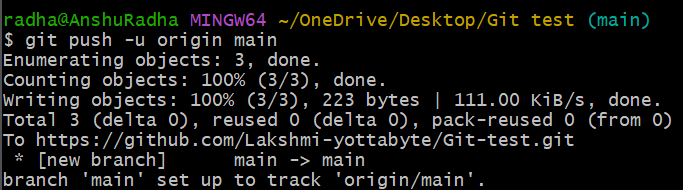 radha@AnshuRadha MINGW64 ~/OneDrive/Desktop/Git test (main)
$ git push -u origin main
Enumerating objects: 3, done.
Counting objects: 100% (3/3), done.
Writing objects: 100% (3/3), 223 bytes | 111.00 KiB/s, done.
Total 3 (delta 0), reused 0 (delta 0), pack-reused 0 (from 0)
To https://github.com/Lakshmi-yottabyte/Git-test.git
 * [new branch]      main -> main
branch 'main' set up to track 'origin/main'.